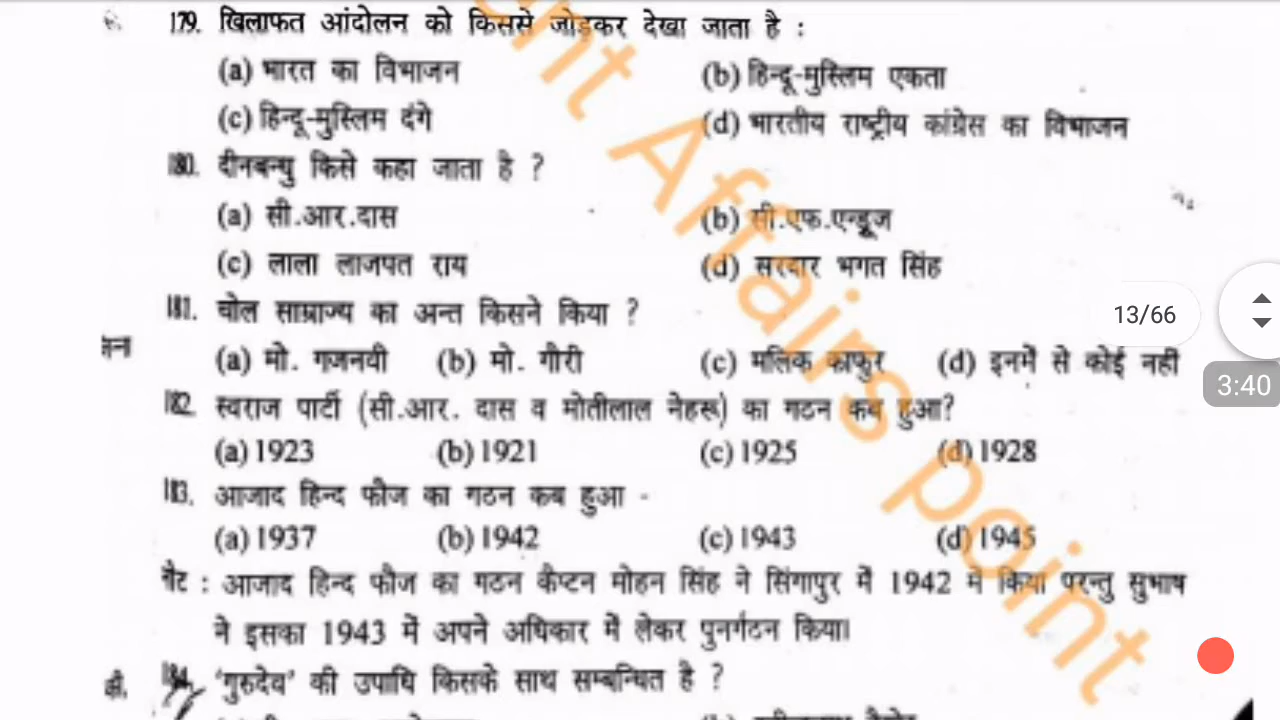 179. खिलाफत आंदोलन को किससे जोड़कर देखा जाता है :
(a) भारत का विभाजन (b) हिन्दू-मुस्लिम एकता
(c) हिन्दू-मुस्लिम दंगे (d) भारतीय राष्ट्रीय कांग्रेस का विभाजन
180. दीनबन्धु किसे कहा जाता है ?
(a) सी.आर.दास (b) सी.एफ.एन्ड्रूज
(c) लाला लाजपत राय (d) सरदार भगत सिंह
181. चोल साम्राज्य का अन्त किसने किया ?
(a) मो. गजनवी (b) मो. गौरी (c) मलिक काफुर (d) इनमें से कोई नहीं
13/66
3:40
182. स्वराज पार्टी (सी.आर. दास व मोतीलाल नेहरू) का गठन कब हुआ?
(a) 1923 (b) 1921 (c) 1925 (d) 1928
183. आजाद हिन्द फौज का गठन कब हुआ -
(a) 1937 (b) 1942 (c) 1943 (d) 1945
नोट : आजाद हिन्द फौज का गठन कैप्टन मोहन सिंह ने सिंगापुर में 1942 में किया परन्तु सुभाष
ने इसका 1943 में अपने अधिकार में लेकर पुनर्गठन किया।
184. 'गुरुदेव' की उपाधि किसके साथ सम्बन्धित है ?
Affairs point